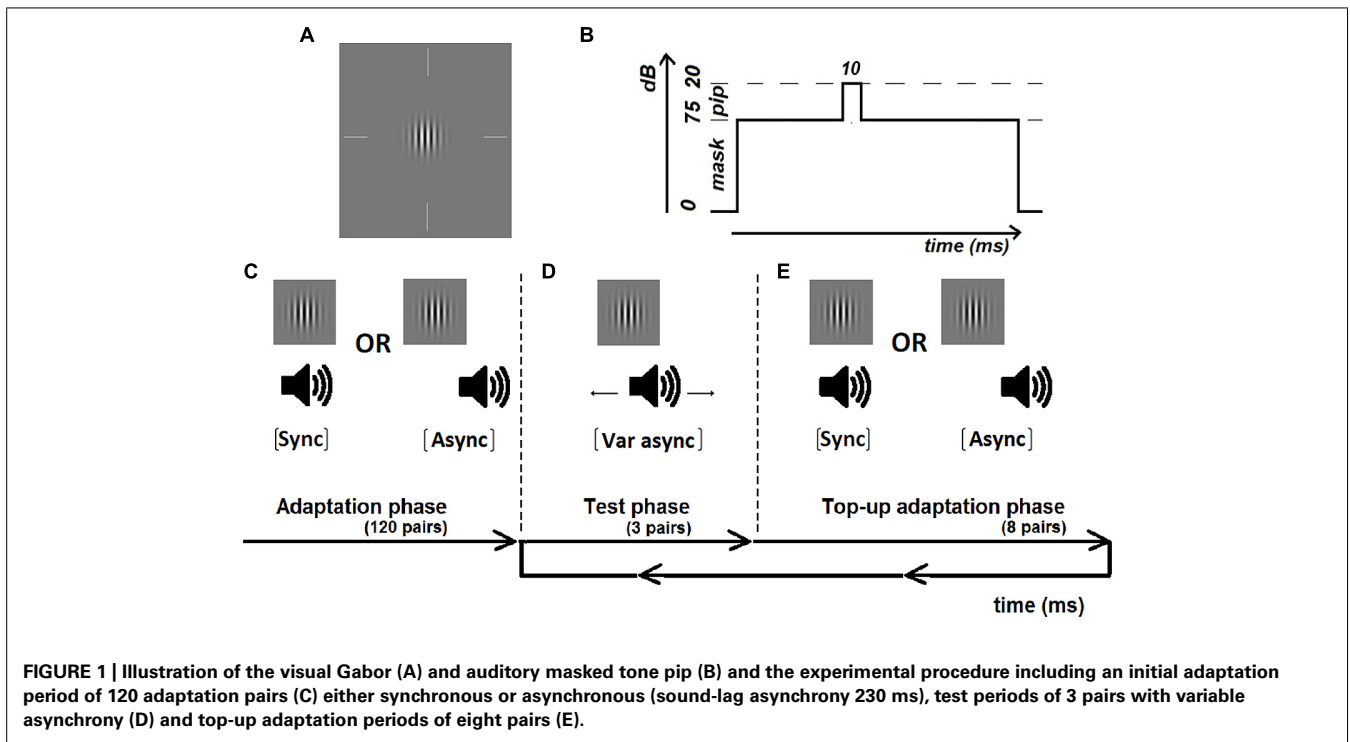 A
B
dB
20
75
0
pip
mask
10
time (ms)
C
D
E
OR
OR
[Sync]
[Async]
[Var async]
[Sync]
[Async]
Adaptation phase
(120 pairs)
Test phase
(3 pairs)
Top-up adaptation phase
(8 pairs)
time (ms)
FIGURE 1 | Illustration of the visual Gabor (A) and auditory masked tone pip (B) and the experimental procedure including an initial adaptation
period of 120 adaptation pairs (C) either synchronous or asynchronous (sound-lag asynchrony 230 ms), test periods of 3 pairs with variable
asynchrony (D) and top-up adaptation periods of eight pairs (E).